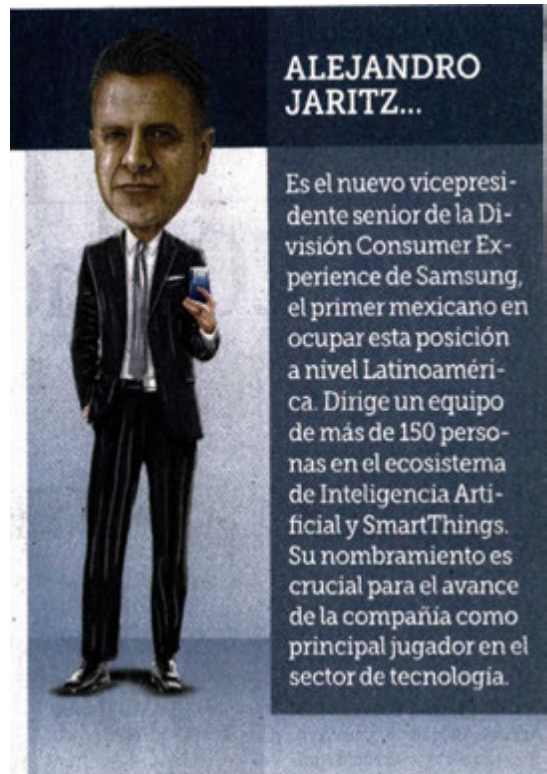 ALEJANDRO
JARITZ...
Es el nuevo vicepresi-
dente senior de la Di-
visión Consumer Ex-
perience de Samsung,
el primer mexicano en
ocupar esta posición
a nivel Latinoaméri-
ca. Dirige un equipo
de más de 150 perso-
nas en el ecosistema
de Inteligencia Arti-
ficial y SmartThings.
Su nombramiento es
crucial para el avance
de la compañía como
principal jugador en el
sector de tecnología.